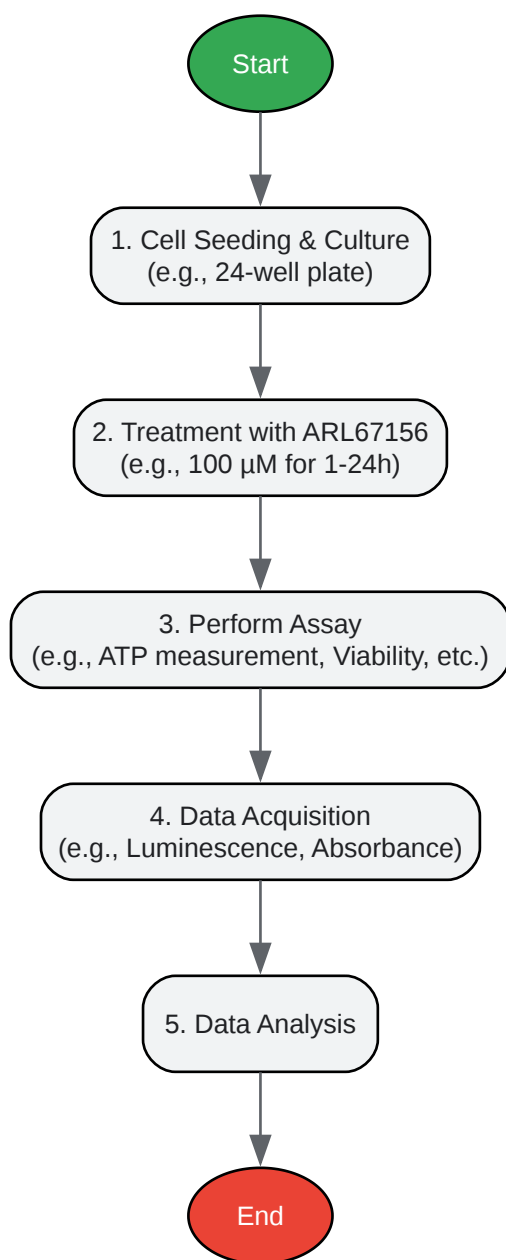 Start
1. Cell Seeding & Culture
(e.g., 24-well plate)
2. Treatment with ARL67156
(e.g., 100 µM for 1-24h)
3. Perform Assay
(e.g., ATP measurement, Viability, etc.)
4. Data Acquisition
(e.g., Luminescence, Absorbance)
5. Data Analysis
End